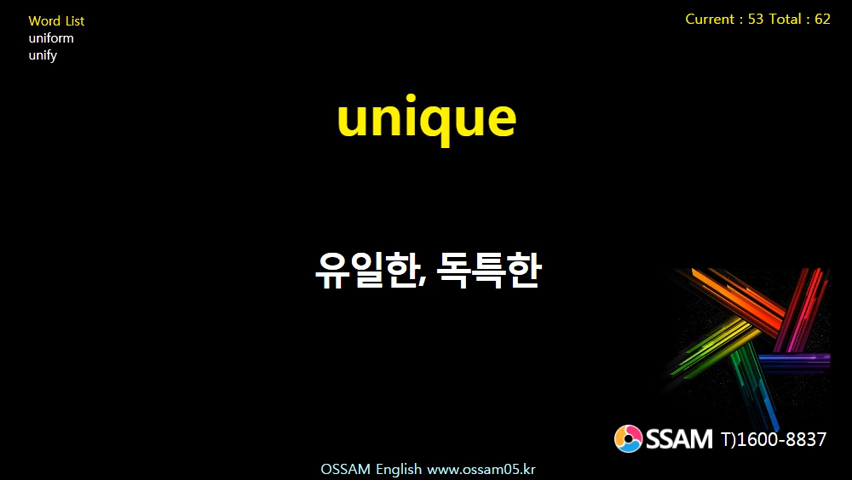 Word List
uniform
unify
Current : 53 Total : 62
unique
유일한, 독특한
OSSAM T)1600-8837
OSSAM English www.ossam05.kr